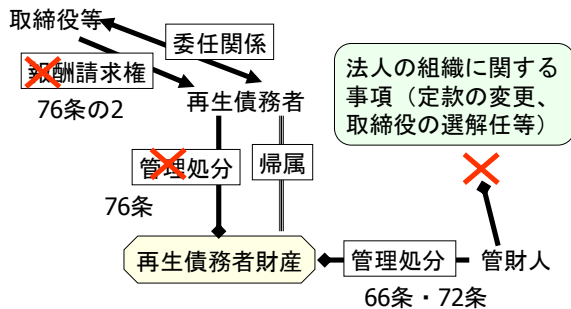 取締役等
委任関係
報酬請求権
76条の2
再生債務者
法人の組織に関する
事項（定款の変更、
取締役の選解任等）
管理処分
帰属
76条
再生債務者財産
管理処分
管財人
66条・72条